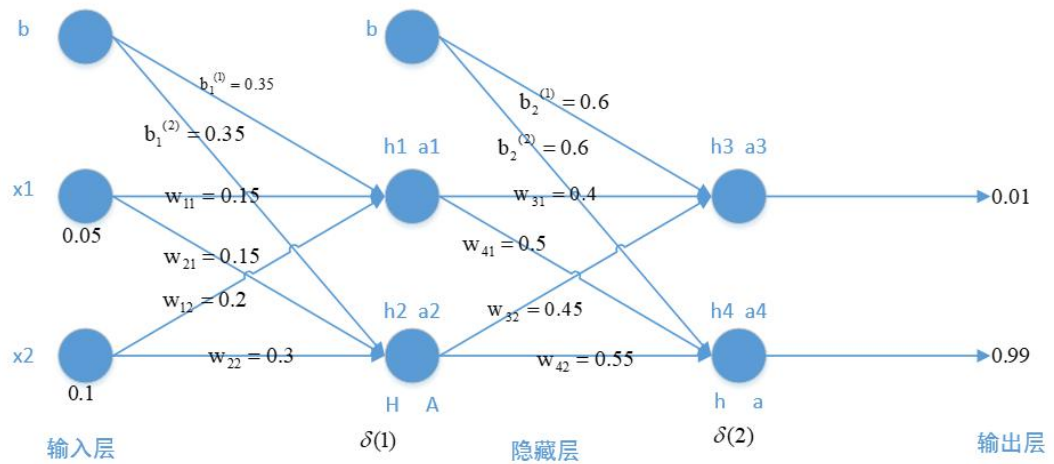 b
b
b₁⁽¹⁾ = 0.35
b₂⁽¹⁾ = 0.6
b₁⁽²⁾ = 0.35
b₂⁽²⁾ = 0.6
h1 a1
h3 a3
x1
w₁₁ = 0.15
w₃₁ = 0.4
0.01
0.05
w₂₁ = 0.15
w₄₁ = 0.5
w₁₂ = 0.2
h2 a2
w₃₂ = 0.45
h4 a4
x2
w₂₂ = 0.3
w₄₂ = 0.55
0.99
0.1
H A
h a
输入层
δ(1)
隐藏层
δ(2)
输出层